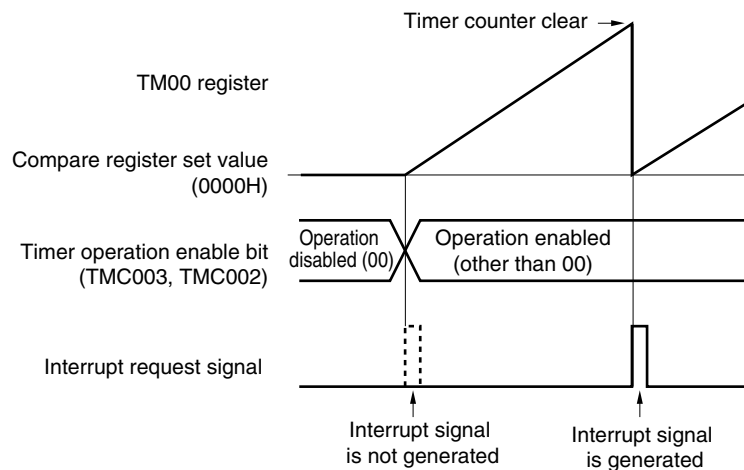 Timer counter clear
TM00 register
Compare register set value
(0000H)
Timer operation enable bit
(TMC003, TMC002)
Operation
disabled (00)
Operation enabled
(other than 00)
Interrupt request signal
Interrupt signal
is not generated
Interrupt signal
is generated